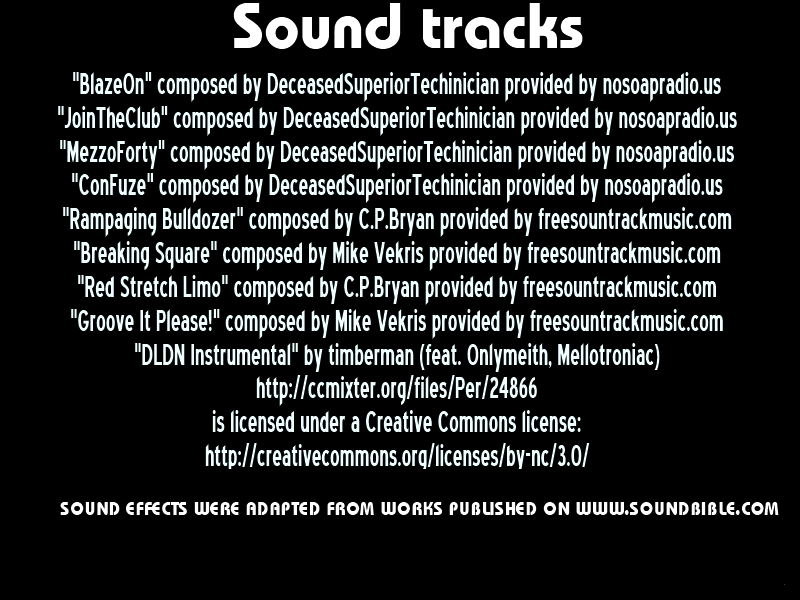 Sound tracks
"BlazeOn" composed by DeceasedSuperiorTechinician provided by nosoapradio.us
"JoinTheClub" composed by DeceasedSuperiorTechinician provided by nosoapradio.us
"MezzoForty" composed by DeceasedSuperiorTechinician provided by nosoapradio.us
"ConFuze" composed by DeceasedSuperiorTechinician provided by nosoapradio.us
"Rampaging Bulldozer" composed by C.P.Bryan provided by freesountrackmusic.com
"Breaking Square" composed by Mike Vekris provided by freesountrackmusic.com
"Red Stretch Limo" composed by C.P.Bryan provided by freesountrackmusic.com
"Groove It Please!" composed by Mike Vekris provided by freesountrackmusic.com
"DLDN Instrumental" by timberman (feat. Onlymeith, Mellotroniac)
http://ccmixter.org/files/Per/24866
is licensed under a Creative Commons license:
http://creativecommons.org/licenses/by-nc/3.0/
SOUND EFFECTS WERE ADAPTED FROM WORKS PUBLISHED ON WWW.SOUNDBIBLE.COM